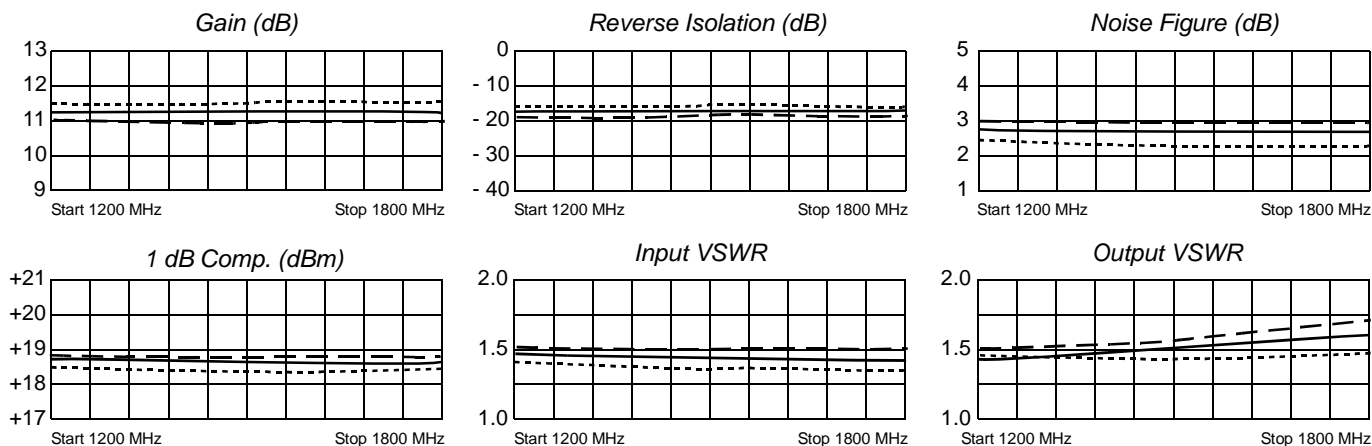 Gain (dB)
13
12
11
10
9
Start 1200 MHz
Stop 1800 MHz
Reverse Isolation (dB)
0
- 10
- 20
- 30
- 40
Start 1200 MHz
Stop 1800 MHz
Noise Figure (dB)
5
4
3
2
1
Start 1200 MHz
Stop 1800 MHz
1 dB Comp. (dBm)
+21
+20
+19
+18
+17
Start 1200 MHz
Stop 1800 MHz
Input VSWR
2.0
1.5
1.0
Start 1200 MHz
Stop 1800 MHz
Output VSWR
2.0
1.5
1.0
Start 1200 MHz
Stop 1800 MHz